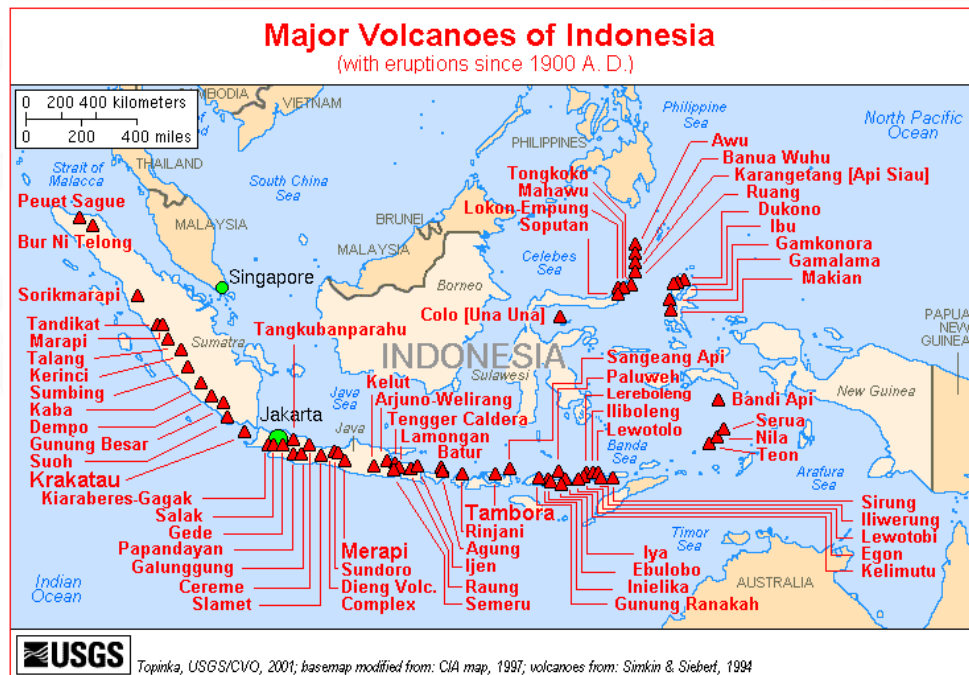 Major Volcanoes of Indonesia
(with eruptions since 1900 A. D.)
0 200 400 kilometers
0 200 400 miles
CAMBODIA
VIETNAM
THAILAND
Strait of
Malacca
South China
Sea
MALAYSIA
BRUNEI
MALAYSIA
PHILIPPINES
Philippine
Sea
North Pacific
Ocean
Peuet Sague
Bur Ni Telong
Singapore
Sorikmarapi
Tandikat
Marapi
Talang
Kerinci
Sumbing
Kaba
Dempo
Gunung Besar
Suoh
Krakatau
Kiaraberes-Gagak
Salak
Gede
Papandayan
Galunggung
Cereme
Slamet
Sumatra
Tangkubanparahu
Jakarta
Java
Sea
Java
Borneo
INDONESIA
Celebes
Sea
Sulawesi
Tongkoko
Mahawu
Lokon-Empung
Soputan
Awu
Banua Wuhu
Karangetang [Api Siau]
Ruang
Dukono
Ibu
Gamkonora
Gamalama
Makian
Colo [Una Una]
Kelut
Arjuno-Welirang
Tengger Caldera
Lamongan
Batur
Sangeang Api
Paluweh
Lereboleng
Iliboleng
Lewotolo
Banda
Sea
Bandi Api
Serua
Nila
Teon
New Guinea
PAPUA
NEW
GUINEA
Arafura
Sea
Merapi
Sundoro
Dieng Volc.
Complex
Tambora
Rinjani
Agung
Ijen
Raung
Semeru
Iya
Ebulobo
Inielika
Gunung Ranakah
Sirung
Iliwerung
Lewotobi
Egon
Kelimutu
Timor
Sea
AUSTRALIA
Indian
Ocean
USGS
Topinka, USGS/CVO, 2001; basemap modified from: CIA map, 1997; volcanoes from: Simkin & Siebert, 1994